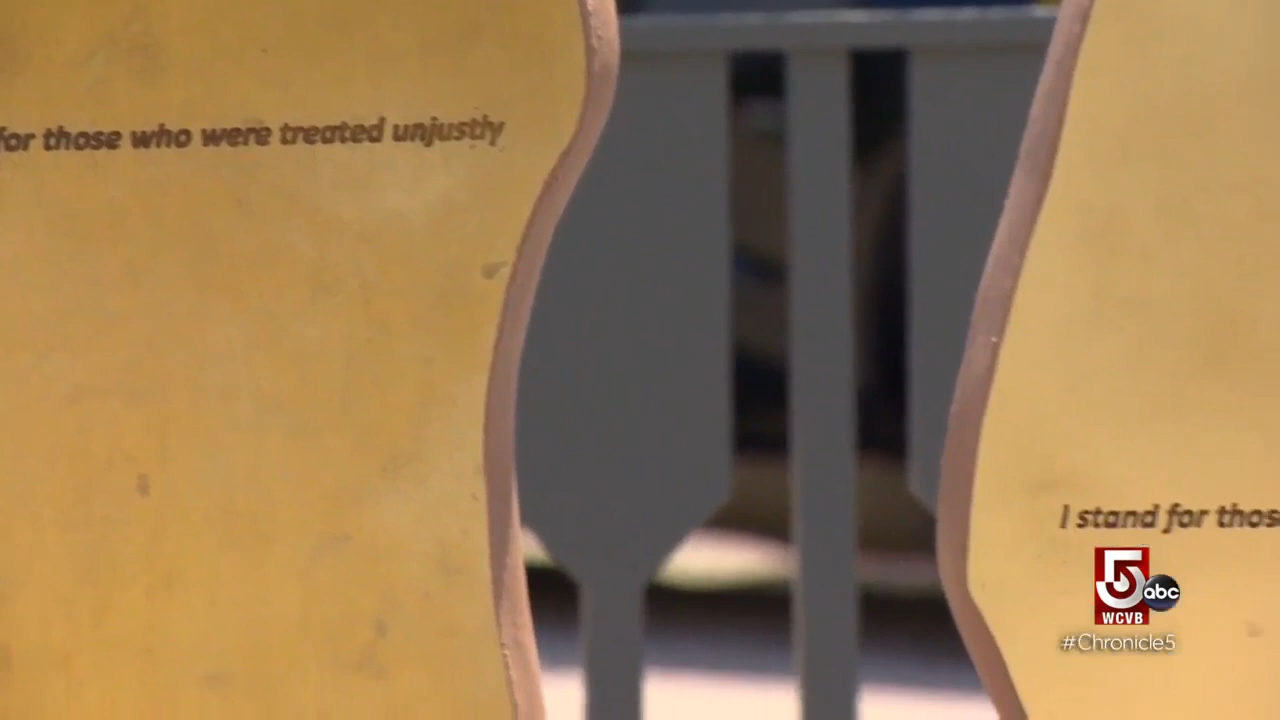 for those who were treated unjustly
I stand for thos
5
abc
WCVB
#Chronicle5